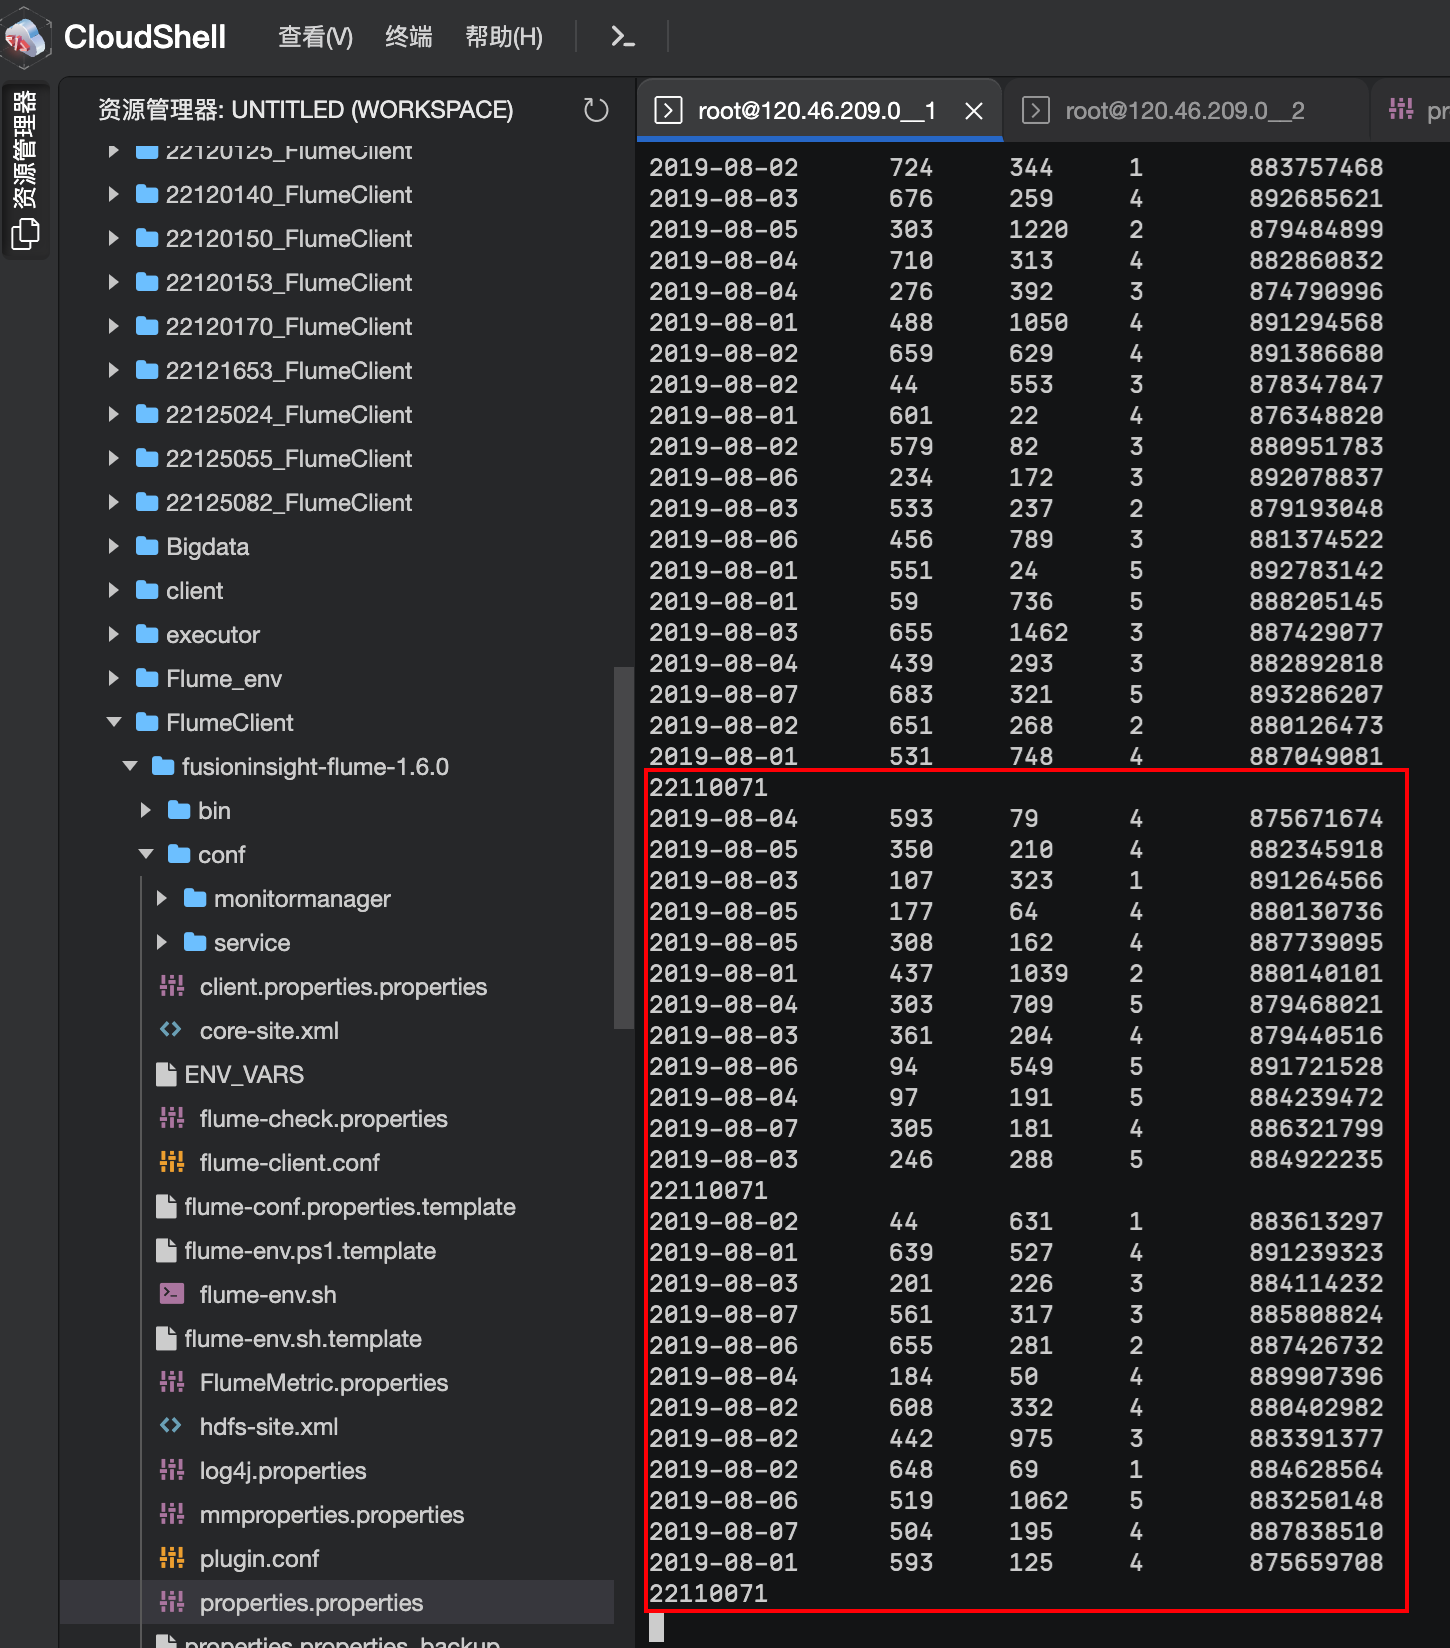 CloudShell 查看(V) 终端 帮助(H)
资源管理器
资源管理器: UNTITLED (WORKSPACE)
22120125_FlumeClient
22120140_FlumeClient
22120150_FlumeClient
22120153_FlumeClient
22120170_FlumeClient
22121653_FlumeClient
22125024_FlumeClient
22125055_FlumeClient
22125082_FlumeClient
Bigdata
client
executor
Flume_env
FlumeClient
fusioninsight-flume-1.6.0
bin
conf
monitormanager
service
client.properties.properties
core-site.xml
ENV_VARS
flume-check.properties
flume-client.conf
flume-conf.properties.template
flume-env.ps1.template
flume-env.sh
flume-env.sh.template
FlumeMetric.properties
hdfs-site.xml
log4j.properties
mmproperties.properties
plugin.conf
properties.properties
properties.properties_backup
root@120.46.209.0__1 root@120.46.209.0__2 pr
2019-08-02 724 344 1 883757468
2019-08-03 676 259 4 892685621
2019-08-05 303 1220 2 879484899
2019-08-04 710 313 4 882860832
2019-08-04 276 392 3 874790996
2019-08-01 488 1050 4 891294568
2019-08-02 659 629 4 891386680
2019-08-02 44 553 3 878347847
2019-08-01 601 22 4 876348820
2019-08-02 579 82 3 880951783
2019-08-06 234 172 3 892078837
2019-08-03 533 237 2 879193048
2019-08-06 456 789 3 881374522
2019-08-01 551 24 5 892783142
2019-08-01 59 736 5 888205145
2019-08-03 655 1462 3 887429077
2019-08-04 439 293 3 882892818
2019-08-07 683 321 5 893286207
2019-08-02 651 268 2 880126473
2019-08-01 531 748 4 887049081
22110071
2019-08-04 593 79 4 875671674
2019-08-05 350 210 4 882345918
2019-08-03 107 323 1 891264566
2019-08-05 177 64 4 880130736
2019-08-05 308 162 4 887739095
2019-08-01 437 1039 2 880140101
2019-08-04 303 709 5 879468021
2019-08-03 361 204 4 879440516
2019-08-06 94 549 5 891721528
2019-08-04 97 191 5 884239472
2019-08-07 305 181 4 886321799
2019-08-03 246 288 5 884922235
22110071
2019-08-02 44 631 1 883613297
2019-08-01 639 527 4 891239323
2019-08-03 201 226 3 884114232
2019-08-07 561 317 3 885808824
2019-08-06 655 281 2 887426732
2019-08-04 184 50 4 889907396
2019-08-02 608 332 4 880402982
2019-08-02 442 975 3 883391377
2019-08-02 648 69 1 884628564
2019-08-06 519 1062 5 883250148
2019-08-07 504 195 4 887838510
2019-08-01 593 125 4 875659708
22110071